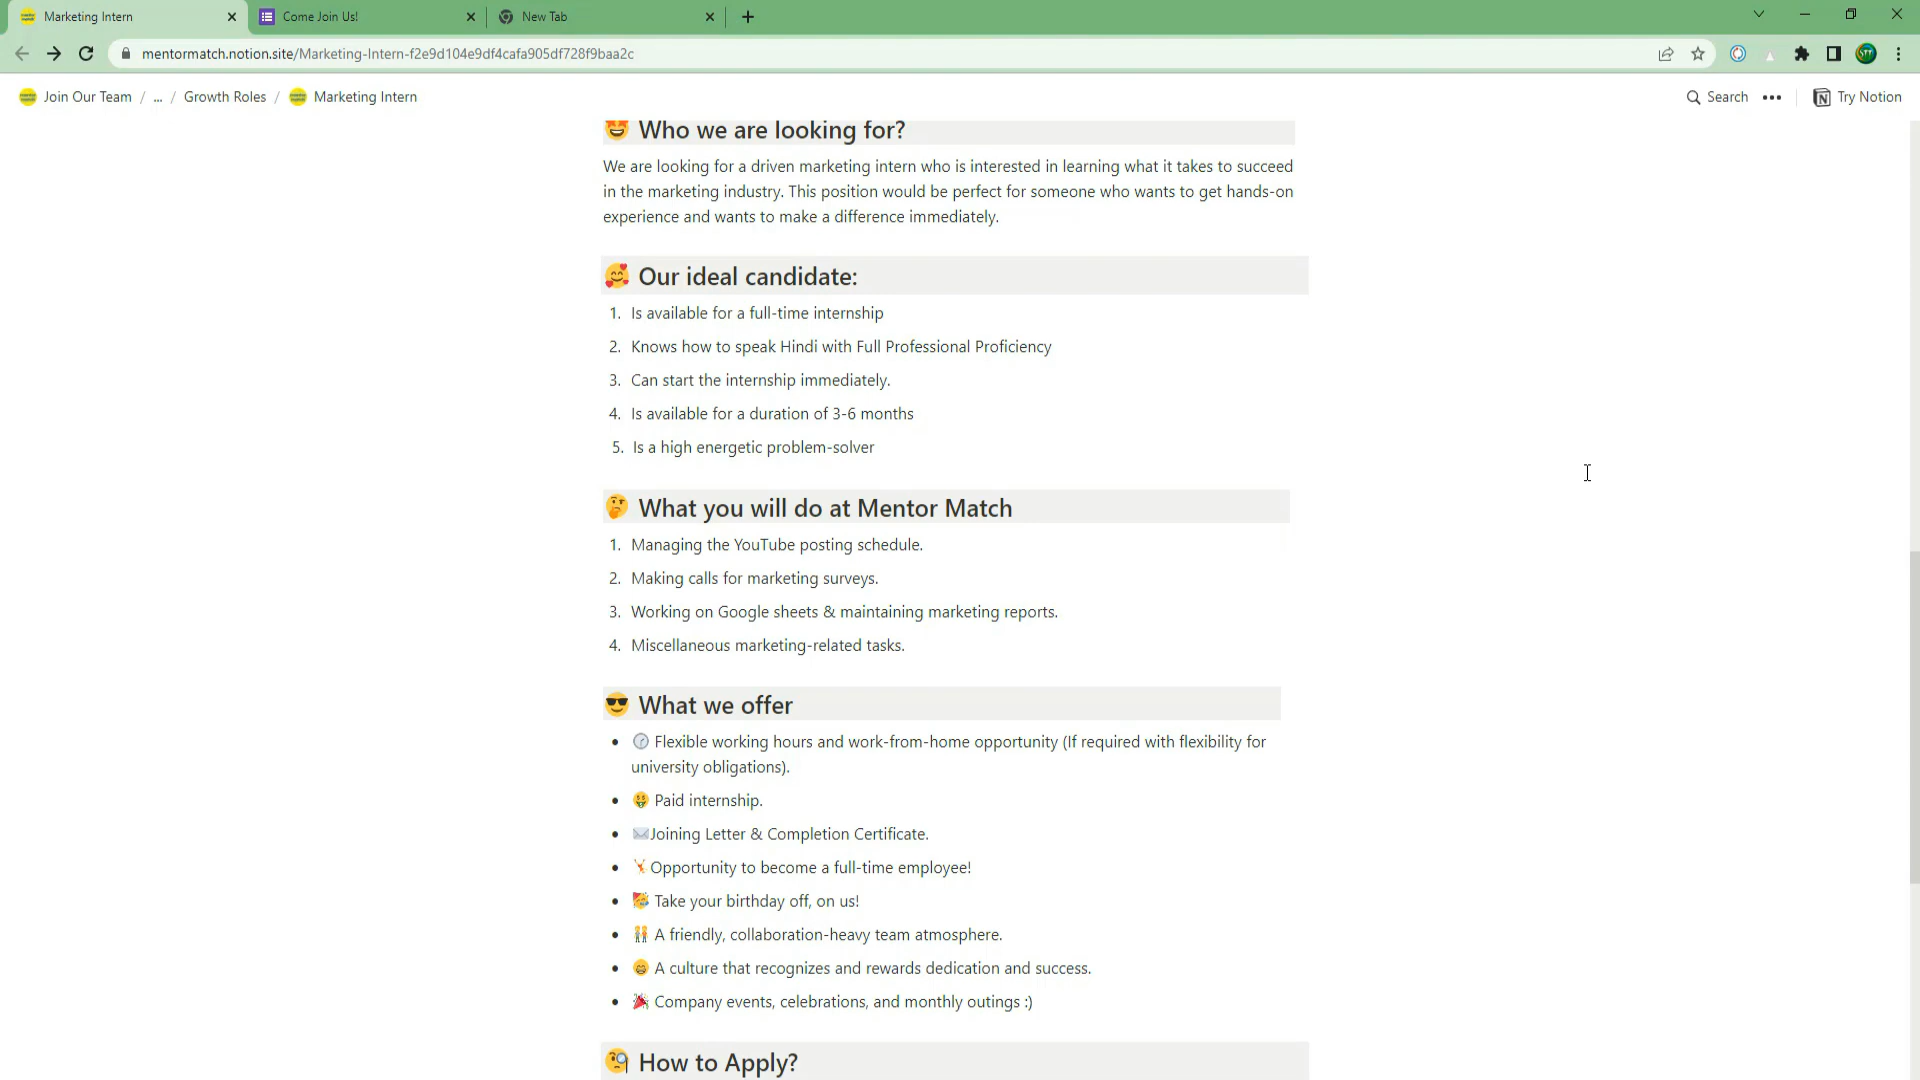 Marketing Intern
Come Join Us!
New Tab
mentormatch.notion.site/Marketing-Intern-f2e9d104e9df4cafa905df728f9baa2c
Join Our Team / ... / Growth Roles / Marketing Intern
Search
Try Notion
Who we are looking for?
We are looking for a driven marketing intern who is interested in learning what it takes to succeed
in the marketing industry. This position would be perfect for someone who wants to get hands-on
experience and wants to make a difference immediately.
Our ideal candidate:
1. Is available for a full-time internship
2. Knows how to speak Hindi with Full Professional Proficiency
3. Can start the internship immediately.
4. Is available for a duration of 3-6 months
5. Is a high energetic problem-solver
What you will do at Mentor Match
1. Managing the YouTube posting schedule.
2. Making calls for marketing surveys.
3. Working on Google sheets & maintaining marketing reports.
4. Miscellaneous marketing-related tasks.
What we offer
• Flexible working hours and work-from-home opportunity (If required with flexibility for
university obligations).
• Paid internship.
• Joining Letter & Completion Certificate.
• Opportunity to become a full-time employee!
• Take your birthday off, on us!
• A friendly, collaboration-heavy team atmosphere.
• A culture that recognizes and rewards dedication and success.
• Company events, celebrations, and monthly outings :)
How to Apply?